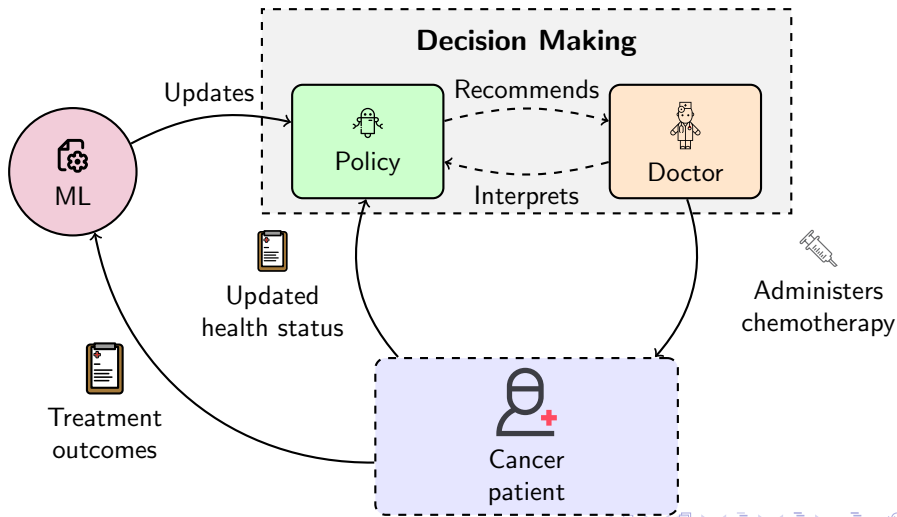 Decision Making
Updates
Recommends
Policy
Doctor
ML
Interprets
Updated
health status
Administers
chemotherapy
Treatment
outcomes
Cancer
patient